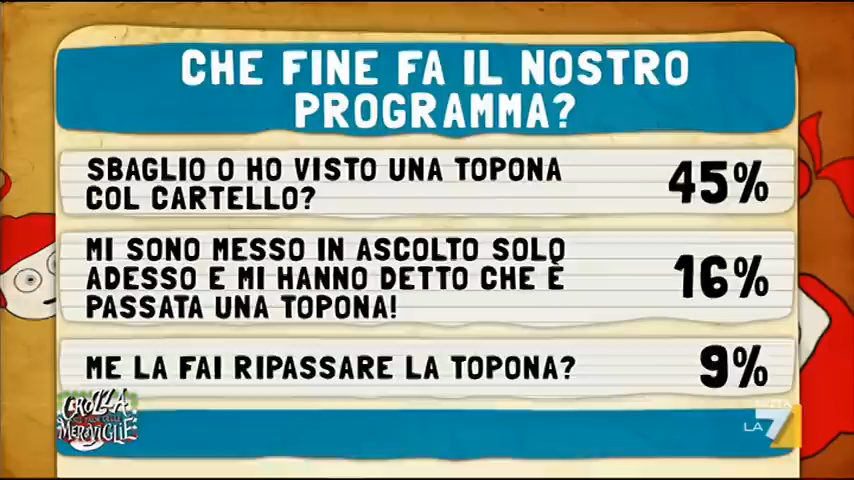 CHE FINE FA IL NOSTRO
PROGRAMMA?
SBAGLIO O HO VISTO UNA TOPONA
COL CARTELLO?
45%
MI SONO MESSO IN ASCOLTO SOLO
ADESSO E MI HANNO DETTO CHE È
PASSATA UNA TOPONA!
16%
ME LA FAI RIPASSARE LA TOPONA?
9%
CROZZA
MERAVIGLIE
LA7